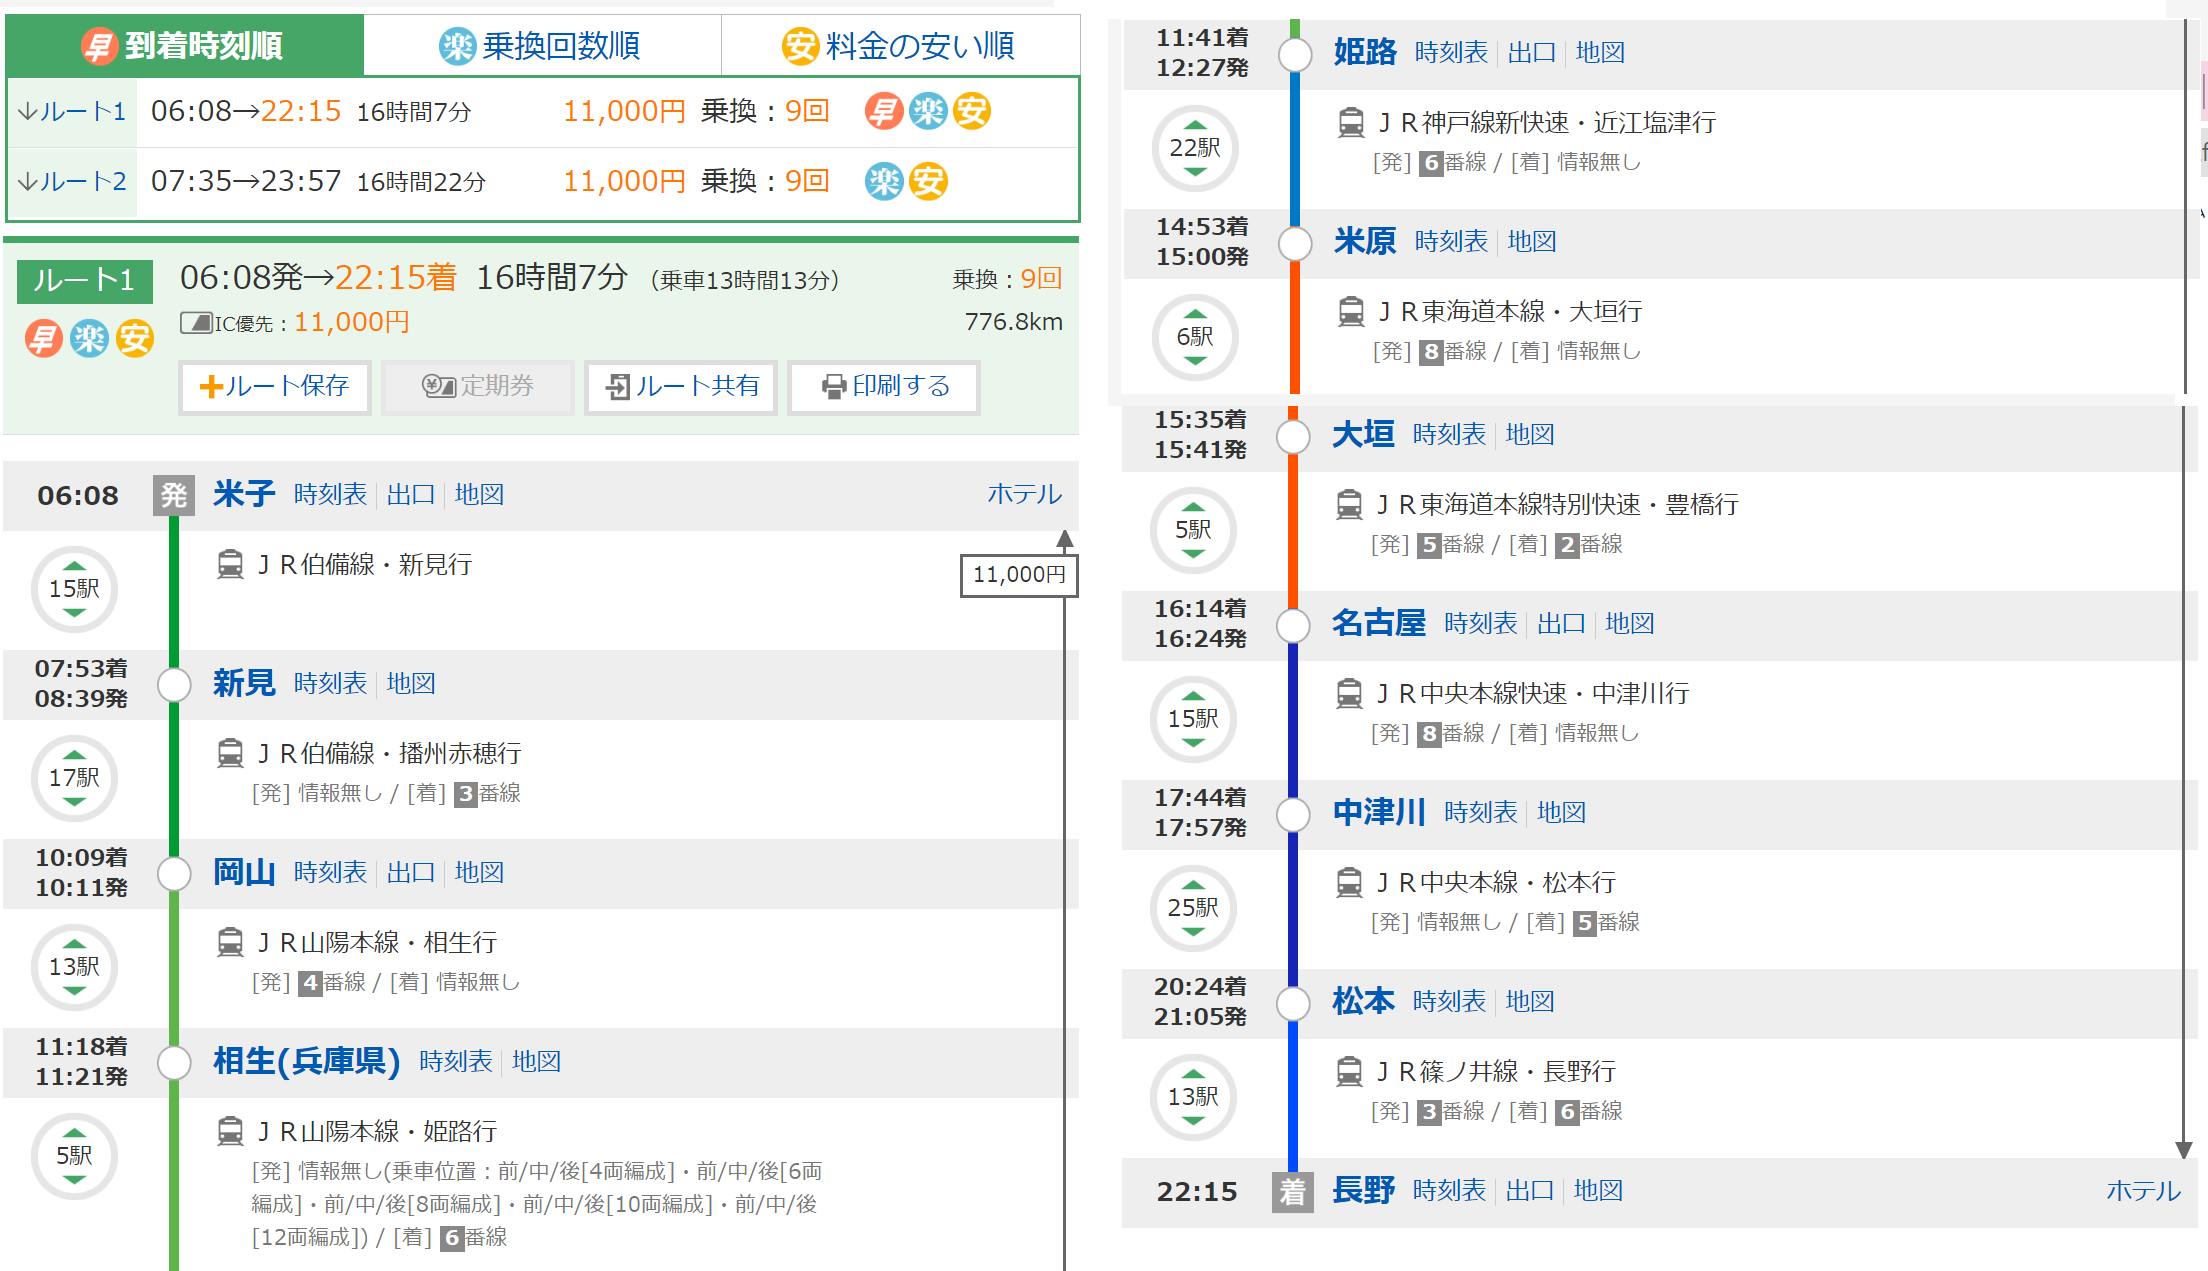 早 到着時刻順 楽 乗換回数順 安 料金の安い順
↓ルート1 06:08→22:15 16時間7分 11,000円 乗換：9回 早 楽 安
↓ルート2 07:35→23:57 16時間22分 11,000円 乗換：9回 楽 安
ルート1 06:08発→22:15着 16時間7分 （乗車13時間13分） 乗換：9回
早 楽 安 IC優先：11,000円 776.8km
ルート保存 定期券 ルート共有 印刷する
06:08 発 米子 時刻表 出口 地図 ホテル
15駅 ＪＲ伯備線・新見行
11,000円
07:53着
08:39発 新見 時刻表 地図
17駅 ＪＲ伯備線・播州赤穂行
[発] 情報無し / [着] 3番線
10:09着
10:11発 岡山 時刻表 出口 地図
13駅 ＪＲ山陽本線・相生行
[発] 4番線 / [着] 情報無し
11:18着
11:21発 相生(兵庫県) 時刻表 地図
5駅 ＪＲ山陽本線・姫路行
[発] 情報無し(乗車位置：前/中/後[4両編成]・前/中/後[6両
編成]・前/中/後[8両編成]・前/中/後[10両編成]・前/中/後
[12両編成]) / [着] 6番線
11:41着
12:27発 姫路 時刻表 出口 地図
22駅 ＪＲ神戸線新快速・近江塩津行
[発] 6番線 / [着] 情報無し
14:53着
15:00発 米原 時刻表 地図
6駅 ＪＲ東海道本線・大垣行
[発] 8番線 / [着] 情報無し
15:35着
15:41発 大垣 時刻表 地図
5駅 ＪＲ東海道本線特別快速・豊橋行
[発] 5番線 / [着] 2番線
16:14着
16:24発 名古屋 時刻表 出口 地図
15駅 ＪＲ中央本線快速・中津川行
[発] 8番線 / [着] 情報無し
17:44着
17:57発 中津川 時刻表 地図
25駅 ＪＲ中央本線・松本行
[発] 情報無し / [着] 5番線
20:24着
21:05発 松本 時刻表 地図
13駅 ＪＲ篠ノ井線・長野行
[発] 3番線 / [着] 6番線
22:15 着 長野 時刻表 出口 地図 ホテル